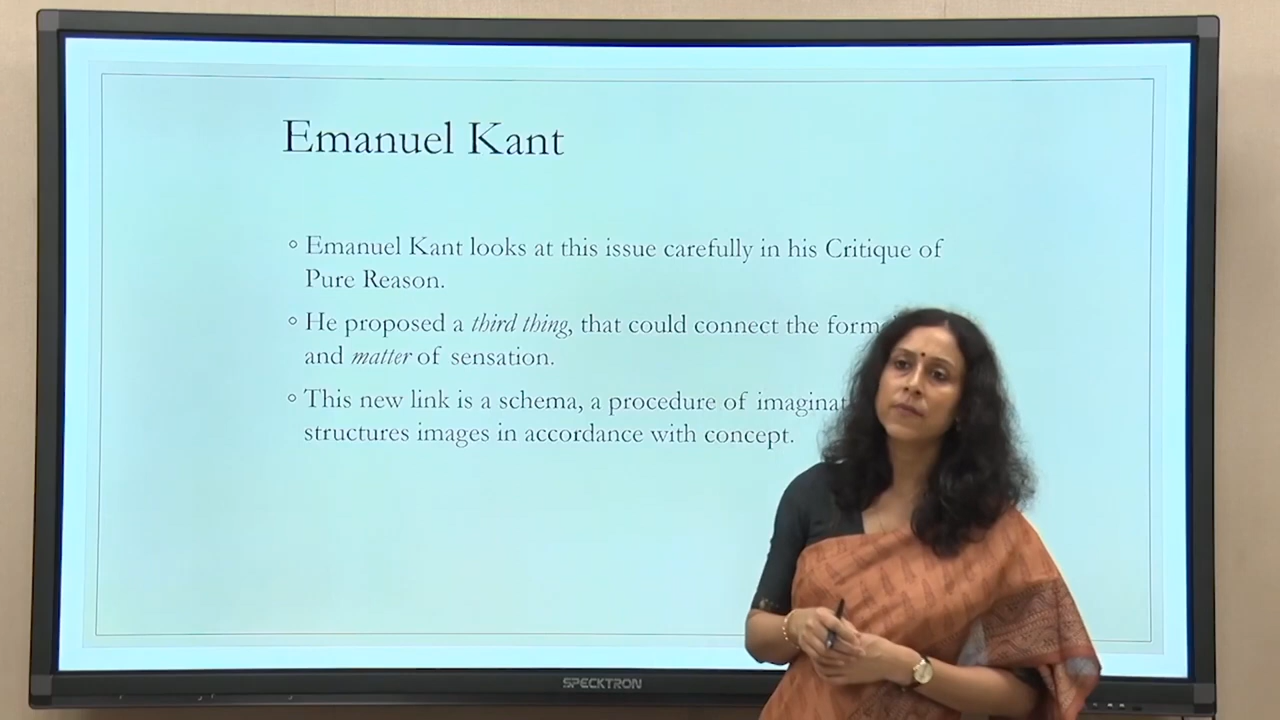 Emanuel Kant
◦ Emanuel Kant looks at this issue carefully in his Critique of
Pure Reason.
◦ He proposed a third thing, that could connect the form
and matter of sensation.
◦ This new link is a schema, a procedure of
structures images in accordance with concept.
SPECKTRON